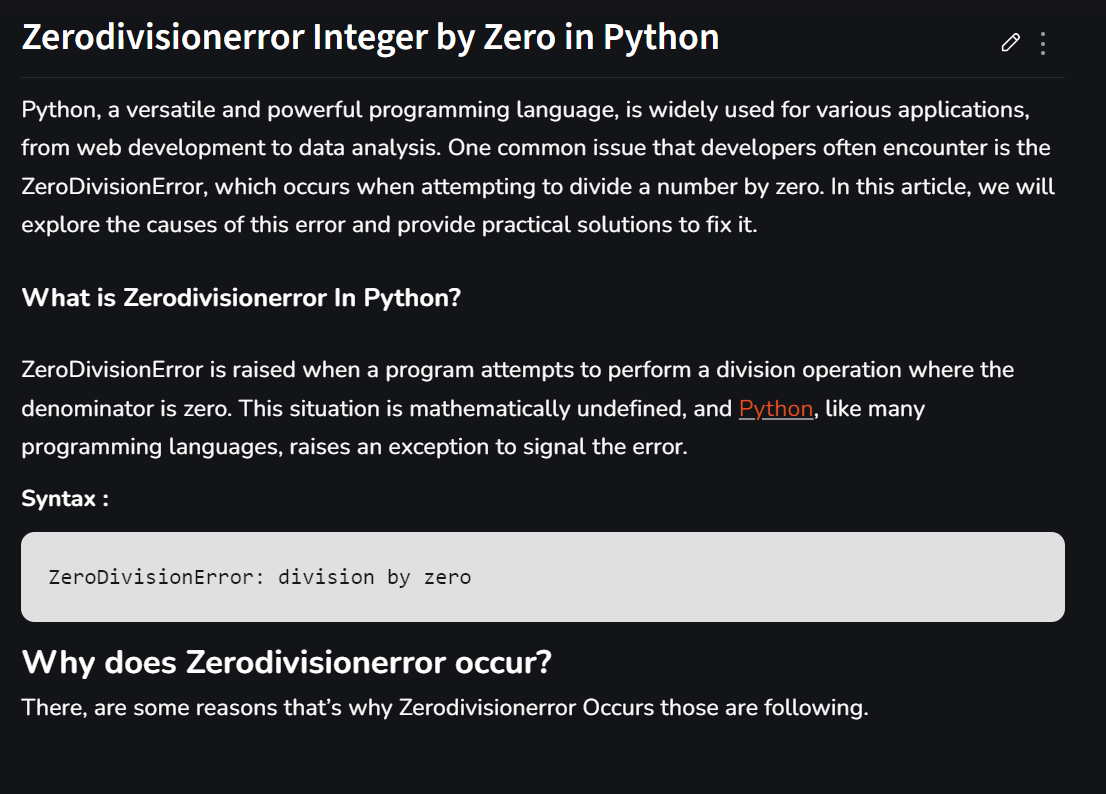 Zerodivisionerror Integer by Zero in Python
Python, a versatile and powerful programming language, is widely used for various applications,
from web development to data analysis. One common issue that developers often encounter is the
ZeroDivisionError, which occurs when attempting to divide a number by zero. In this article, we will
explore the causes of this error and provide practical solutions to fix it.
What is Zerodivisionerror In Python?
ZeroDivisionError is raised when a program attempts to perform a division operation where the
denominator is zero. This situation is mathematically undefined, and Python, like many
programming languages, raises an exception to signal the error.
Syntax :
ZeroDivisionError: division by zero
Why does Zerodivisionerror occur?
There, are some reasons that’s why Zerodivisionerror Occurs those are following.